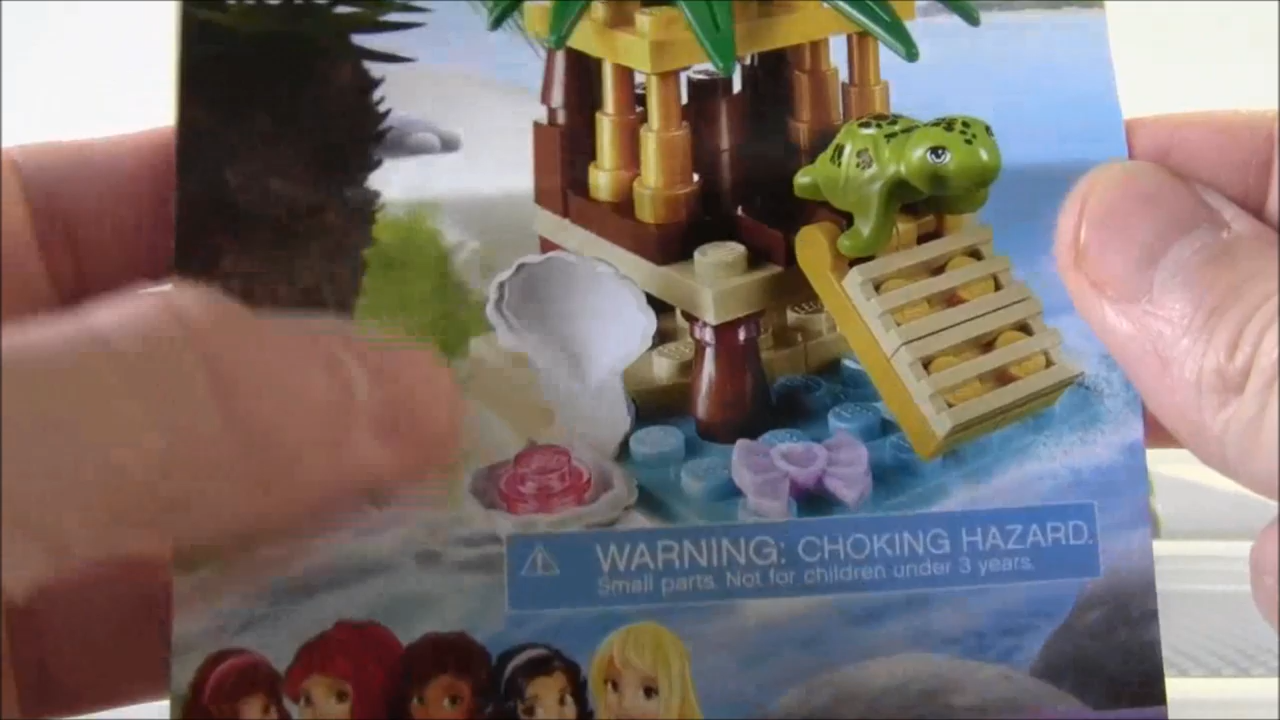 WARNING: CHOKING HAZARD.
Small parts. Not for children under 3 years.